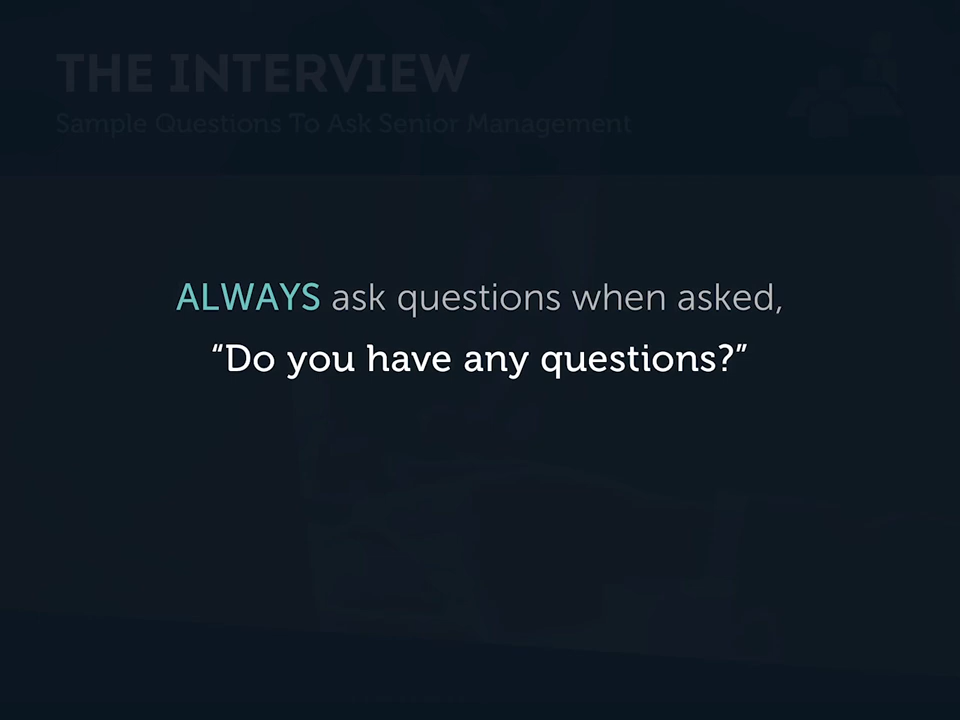 THE INTERVIEW
Sample Questions To Ask Senior Management
ALWAYS ask questions when asked,
“Do you have any questions?”